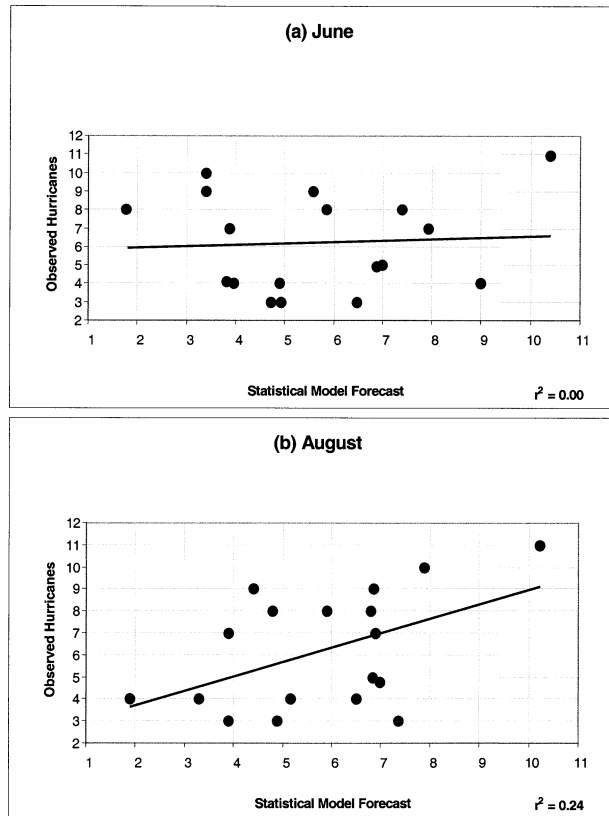 (a) June
Observed Hurricanes
12
11
10
9
8
7
6
5
4
3
2
1 2 3 4 5 6 7 8 9 10 11
Statistical Model Forecast
r² = 0.00
(b) August
Observed Hurricanes
12
11
10
9
8
7
6
5
4
3
2
1 2 3 4 5 6 7 8 9 10 11
Statistical Model Forecast
r² = 0.24